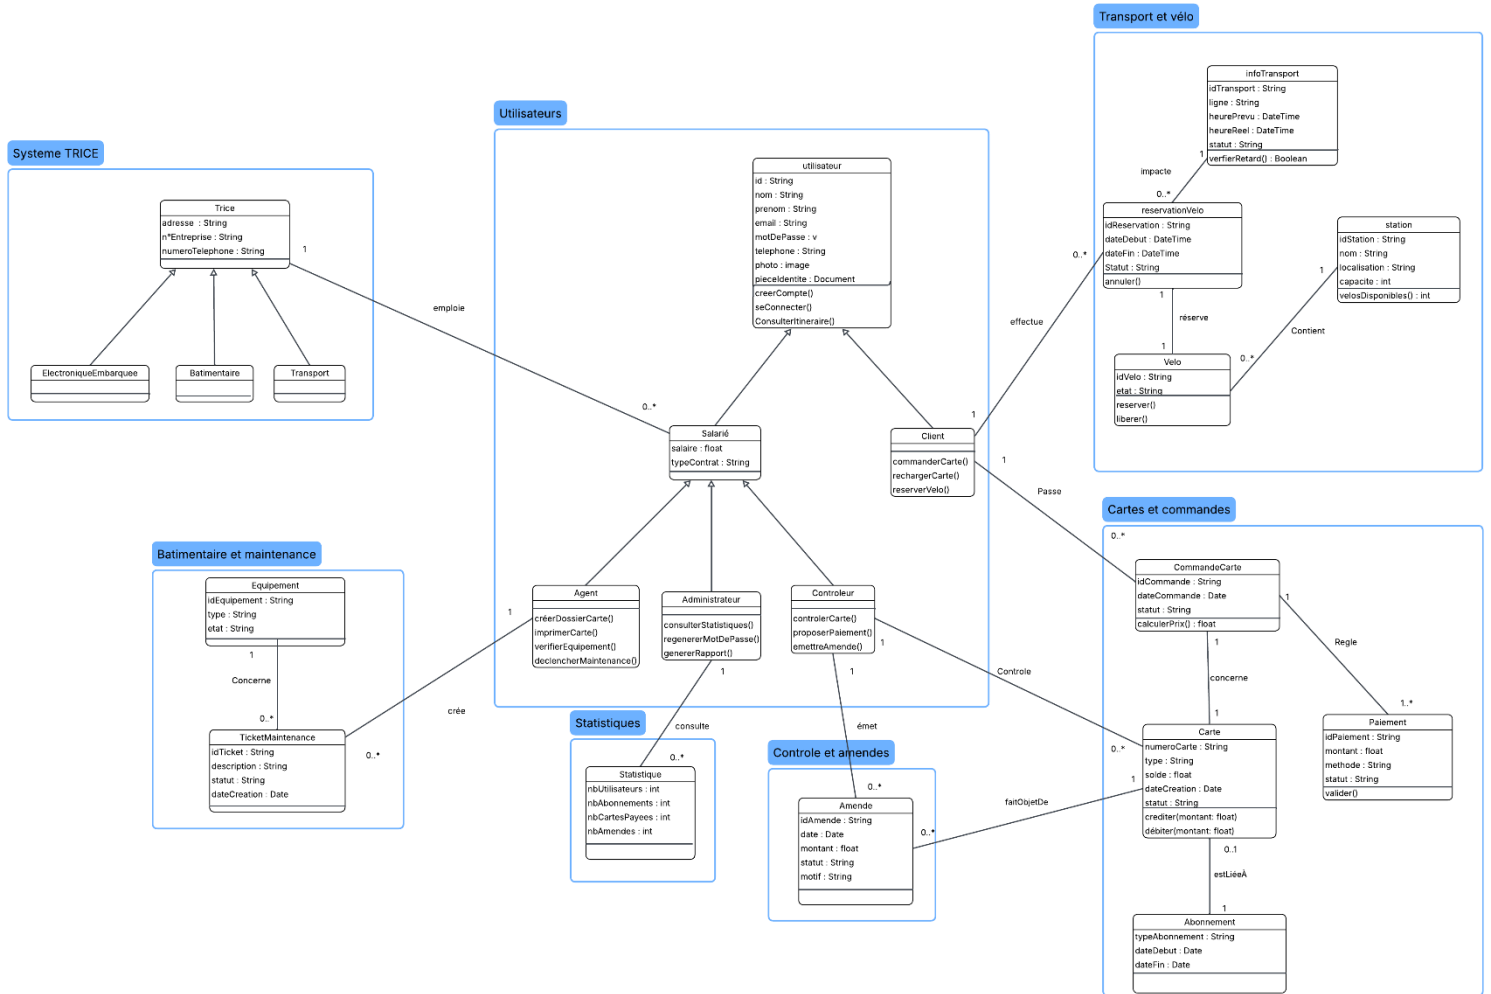 Transport et vélo
infoTransport
idTransport : String
ligne : String
heurePrevu : DateTime
heureReel : DateTime
statut : String
verfierRetard() : Boolean
1
impacte
0..*
reservationVelo
idReservation : String
dateDebut : DateTime
dateFin : DateTime
Statut : String
annuler()
0..*
1
réserve
1
station
idStation : String
nom : String
localisation : String
capacite : int
velosDisponibles() : int
1
Contient
0..*
Velo
idVelo : String
etat : String
reserver()
liberer()
Utilisateurs
utilisateur
id : String
nom : String
prenom : String
email : String
motDePasse : v
telephone : String
photo : image
pieceIdentite : Document
creerCompte()
seConnecter()
ConsulterItineraire()
effectue
1
Systeme TRICE
Trice
adresse : String
n°Entreprise : String
numeroTelephone : String
1
emploie
0..*
ElectroniqueEmbarquee
Batimentaire
Transport
Salarié
salaire : float
typeContrat : String
Client
commanderCarte()
rechargerCarte()
reserverVelo()
1
Passe
0..*
Agent
créerDossierCarte()
imprimerCarte()
verifierEquipement()
declencherMaintenance()
1
Administrateur
consulterStatistiques()
regenererMotDePasse()
genererRapport()
1
Controleur
controlerCarte()
proposerPaiement()
emettreAmende()
1
1
Controle
0..*
Batimentaire et maintenance
Equipement
idEquipement : String
type : String
etat : String
1
Concerne
0..*
crée
0..*
TicketMaintenance
idTicket : String
description : String
statut : String
dateCreation : Date
Statistiques
consulte
0..*
Statistique
nbUtilisateurs : int
nbAbonnements : int
nbCartesPayees : int
nbAmendes : int
Controle et amendes
émet
0..*
Amende
idAmende : String
date : Date
montant : float
statut : String
motif : String
0..*
faitObjetDe
1
Cartes et commandes
CommandeCarte
idCommande : String
dateCommande : Date
statut : String
calculerPrix() : float
1
Regle
1..*
1
concerne
1
Paiement
idPaiement : String
montant : float
methode : String
statut : String
valider()
Carte
numeroCarte : String
type : String
solde : float
dateCreation : Date
statut : String
crediter(montant: float)
débiter(montant: float)
0..1
estLiéeÀ
1
Abonnement
typeAbonnement : String
dateDebut : Date
dateFin : Date